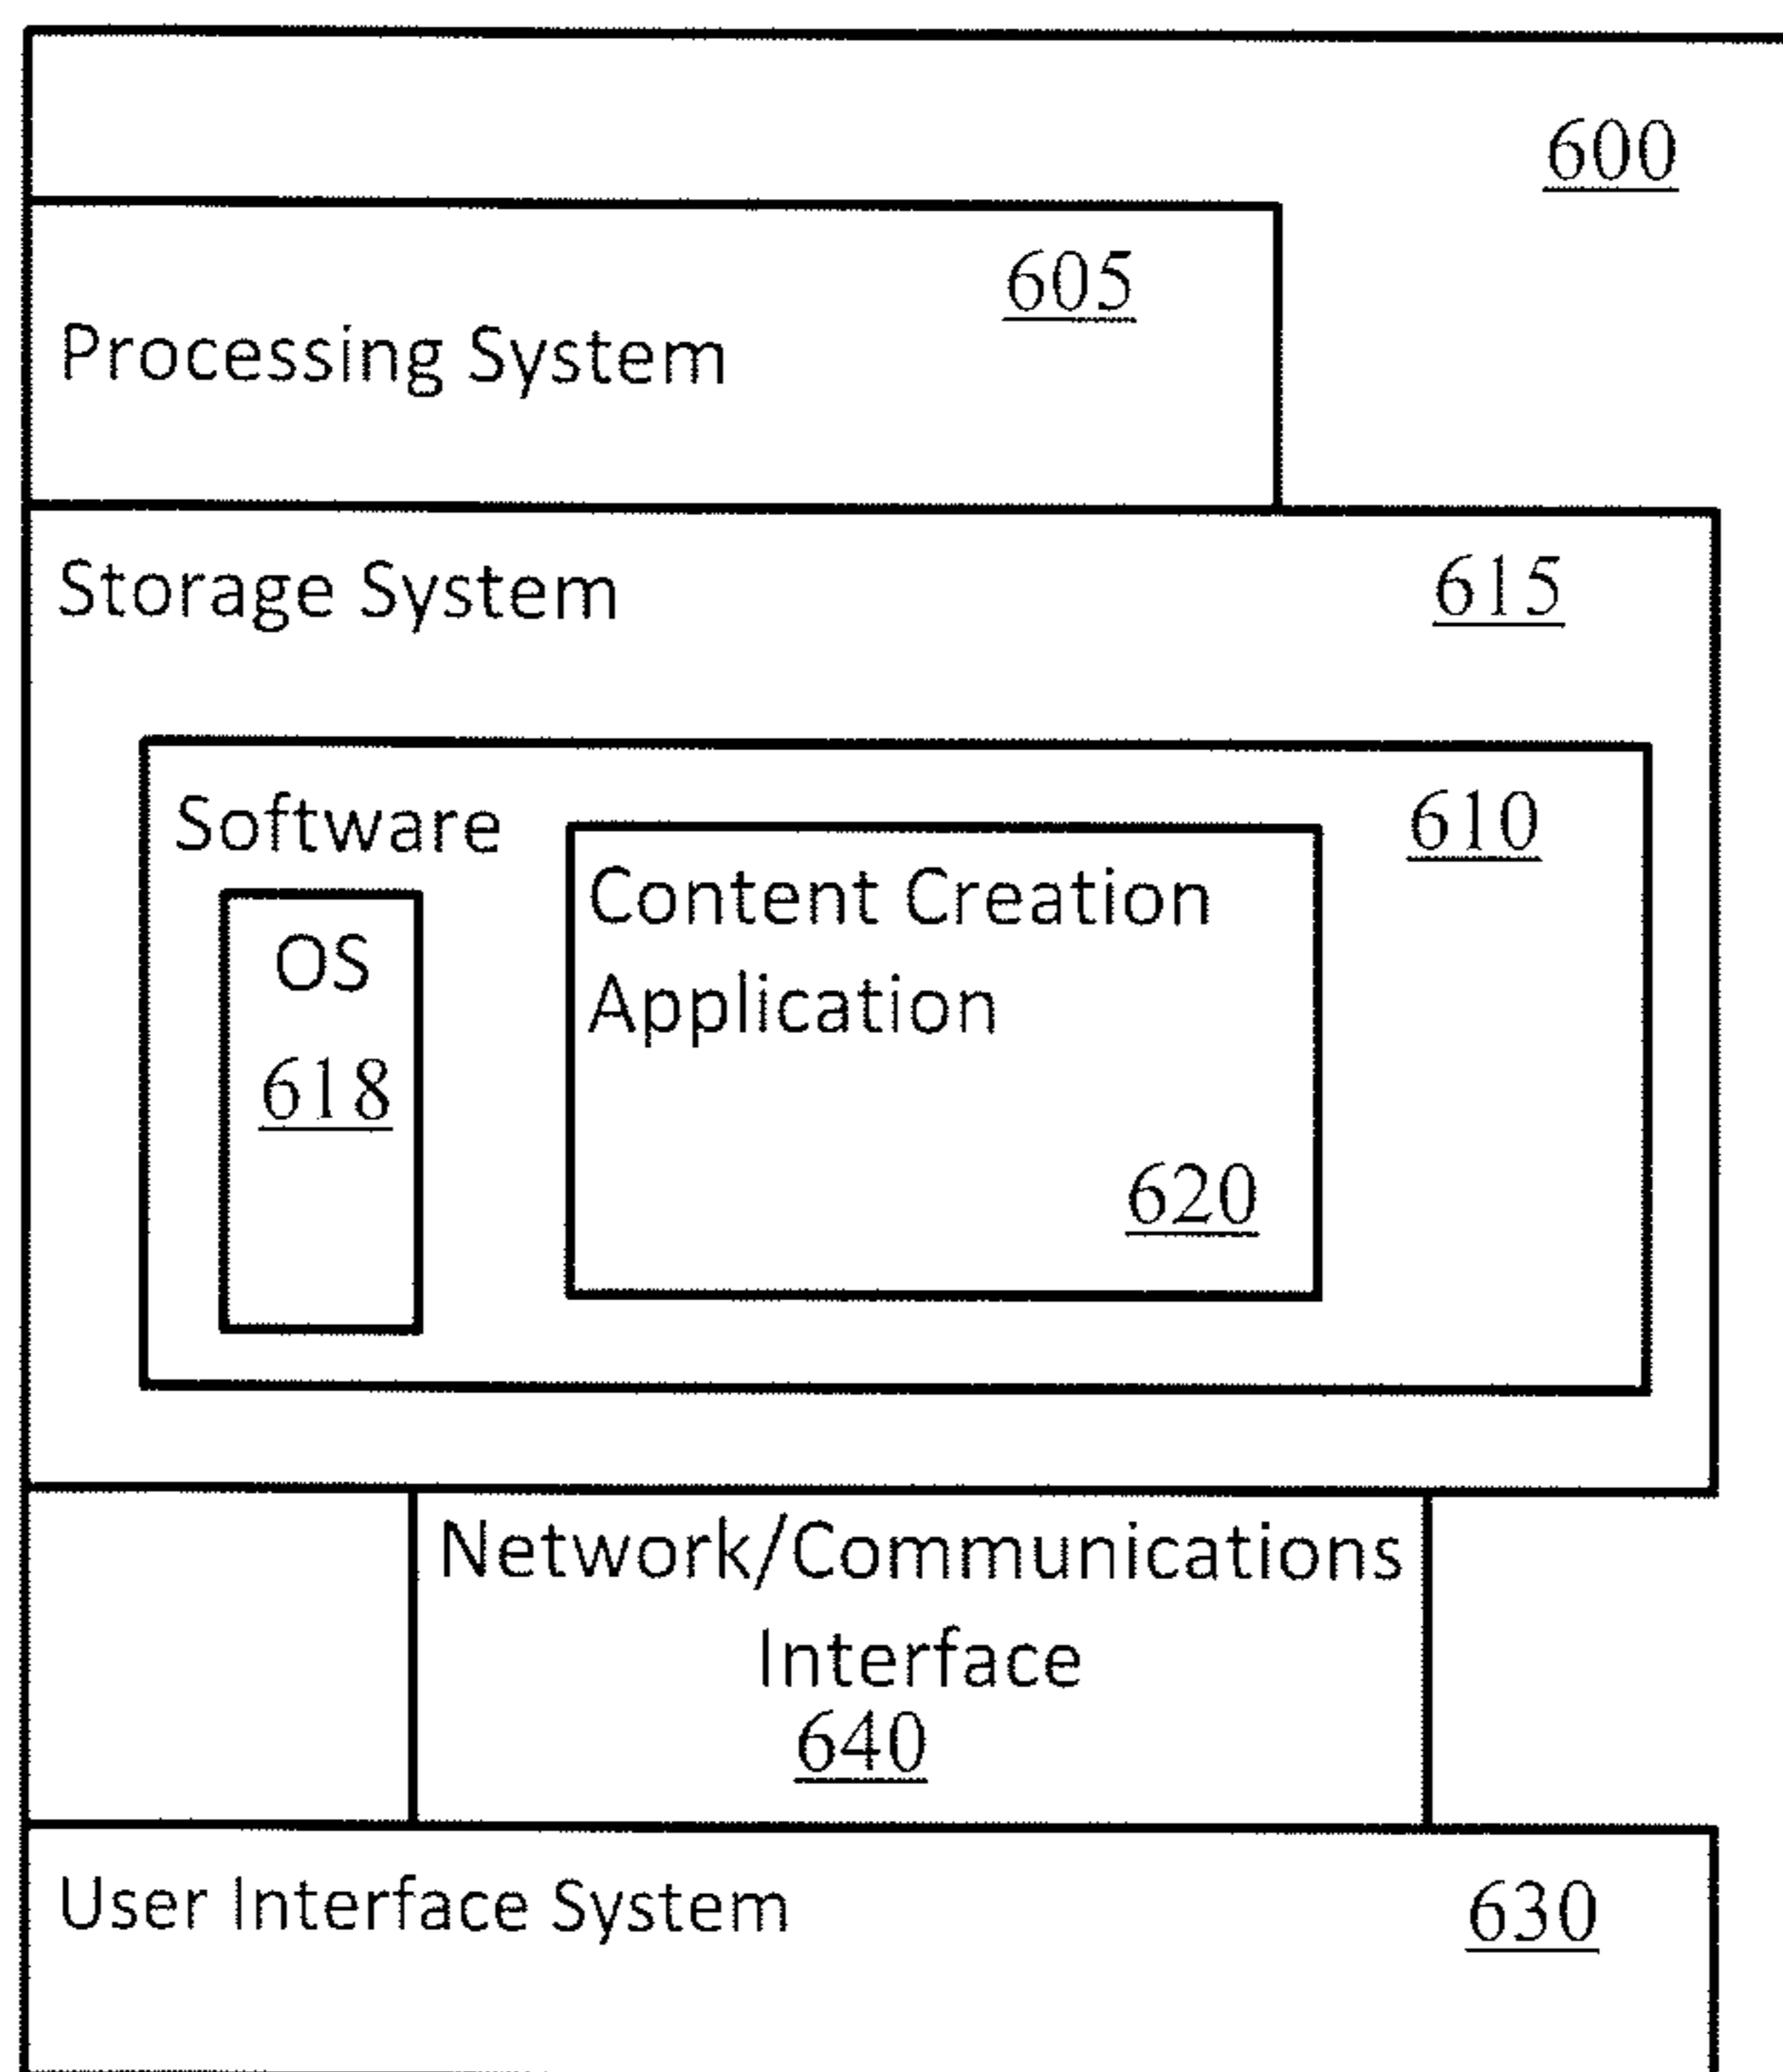 600
605
Processing System
Storage System 615
Software 610
Content Creation
Application
OS
618
620
Network/Communications
Interface
640
User Interface System 630